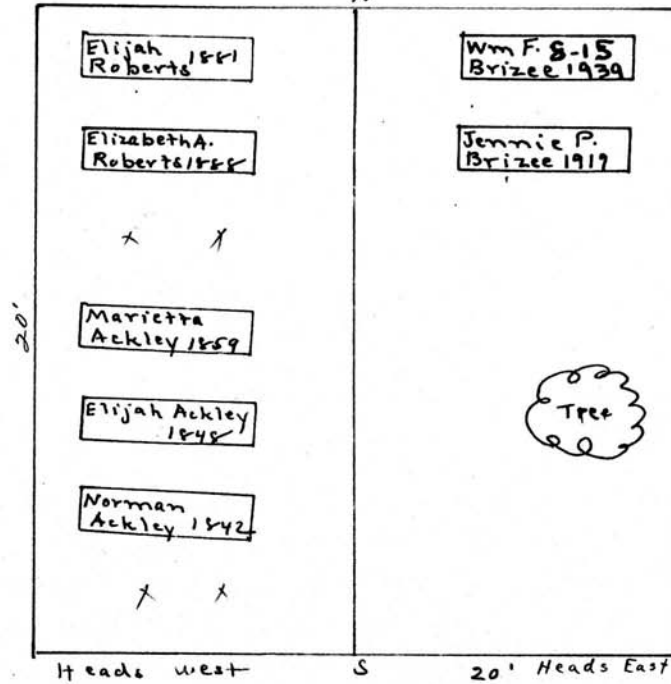 Elijah
Roberts 1881
Elizabeth A.
Roberts 1888
x x
Marietta
Ackley 1859
Elijah Ackley
1848
Norman
Ackley 1842
x x
20'
Wm F. 8-15
Brizee 1939
Jennie P.
Brizee 1919
Tree
Heads west S 20' Heads East